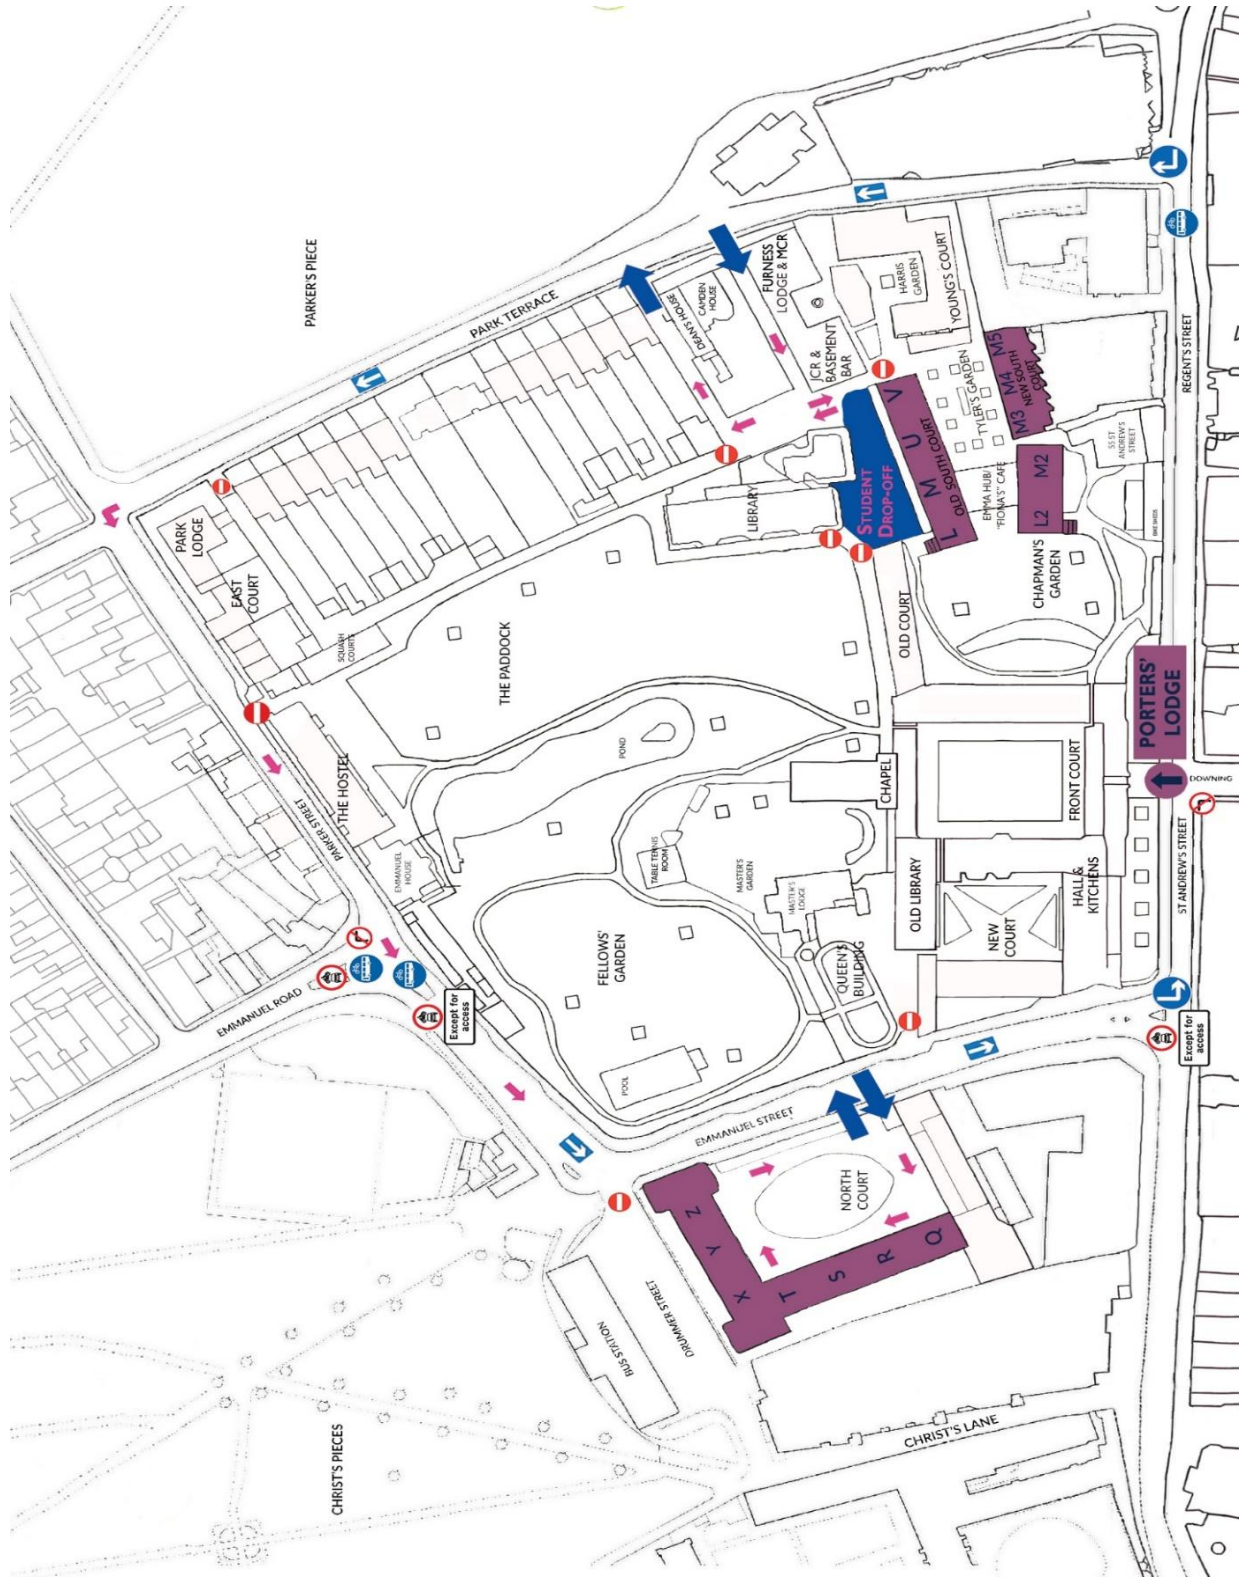 PARKER'S PIECE
PARK TERRACE
FURNESS
LODGE & MCR
DEAN'S HOUSE
CAMDEN
HOUSE
JCR &
BASEMENT
BAR
HARRIS
GARDEN
YOUNG'S COURT
TYLER'S GARDEN
M3 M4 M5
NEW SOUTH
COURT
REGENT'S STREET
PARK
LODGE
EAST
COURT
SQUASH
COURTS
THE PADDOCK
LIBRARY
STUDENT
DROP-OFF
L M U V
OLD SOUTH COURT
EMMA HUB/
"FIONA'S" CAFE
L2 M2
55 ST
ANDREW'S
STREET
BIKESHEDS
CHAPMAN'S
GARDEN
OLD COURT
PORTERS'
LODGE
DOWNING
PARKER STREET
THE HOSTEL
EMMANUEL
HOUSE
POND
CHAPEL
FRONT COURT
TABLE TENNIS
ROOM
MASTER'S
GARDEN
MASTER'S
LODGE
OLD LIBRARY
HALL &
KITCHENS
NEW
COURT
ST ANDREW'S STREET
FELLOWS'
GARDEN
QUEEN'S
BUILDING
POOL
EMMANUEL ROAD
Except for
access
Except for
access
EMMANUEL STREET
NORTH
COURT
X Y Z
T S R Q
DRUMMER STREET
BUS STATION
CHRIST'S PIECES
CHRIST'S LANE